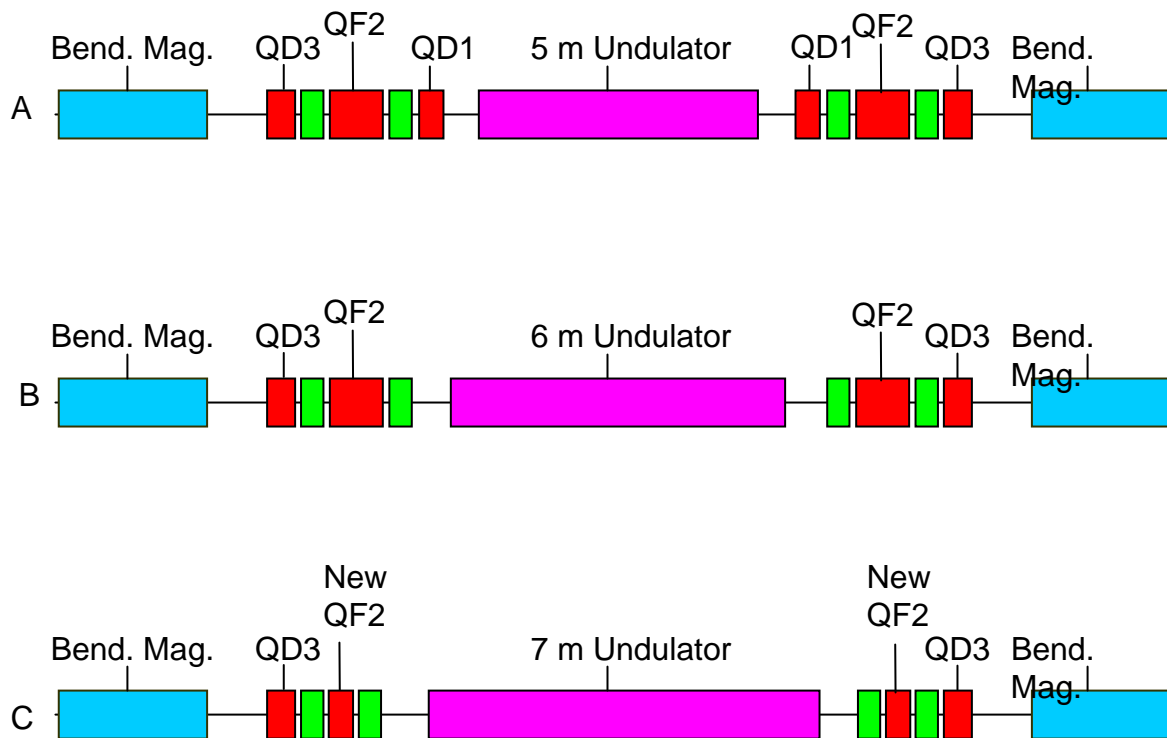 Bend. Mag.
QD3
QF2
QD1
5 m Undulator
QD1
QF2
QD3
Bend.
Mag.
A
Bend. Mag.
QD3
QF2
6 m Undulator
QF2
QD3
Bend.
Mag.
B
Bend. Mag.
QD3
New
QF2
7 m Undulator
New
QF2
QD3
Bend.
Mag.
C